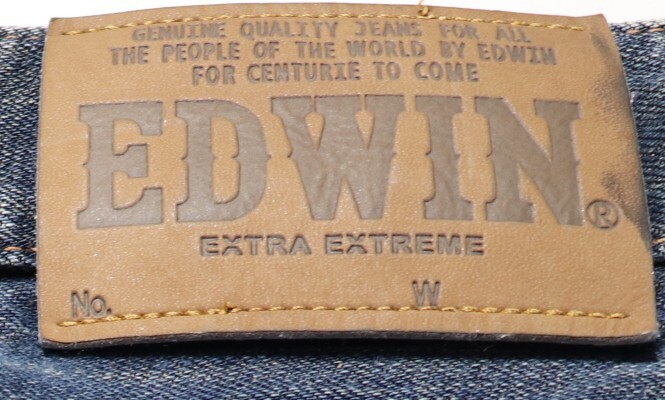 GENUINE QUALITY JEANS FOR ALL
THE PEOPLE OF THE WORLD BY EDWIN
FOR CENTURIE TO COME
EDWIN®
EXTRA EXTREME
No. W